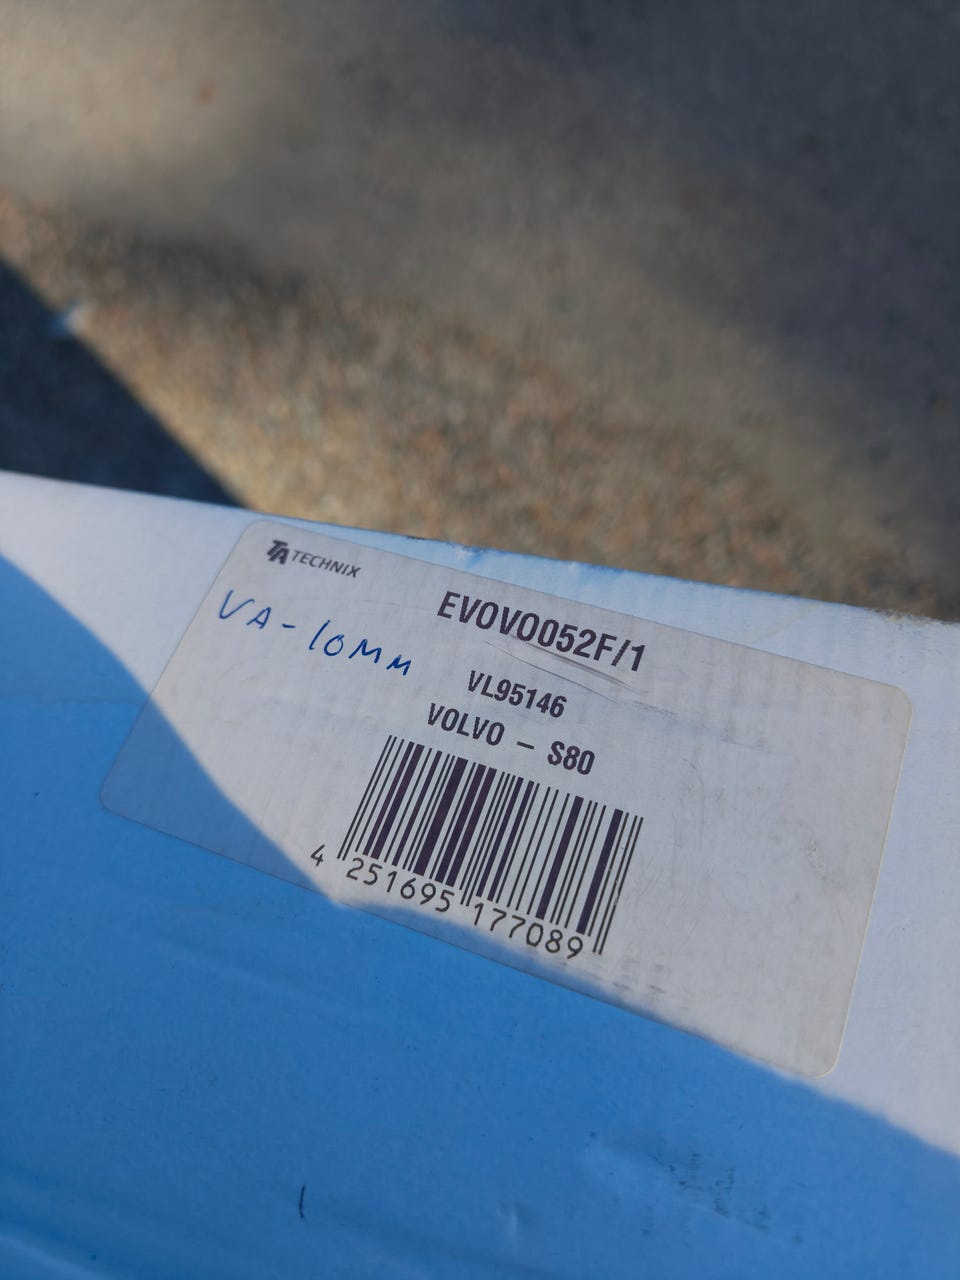 TA TECHNIX
EVOVO052F/1
VA-10MM
VL95146
VOLVO - S80
4 251695 177089